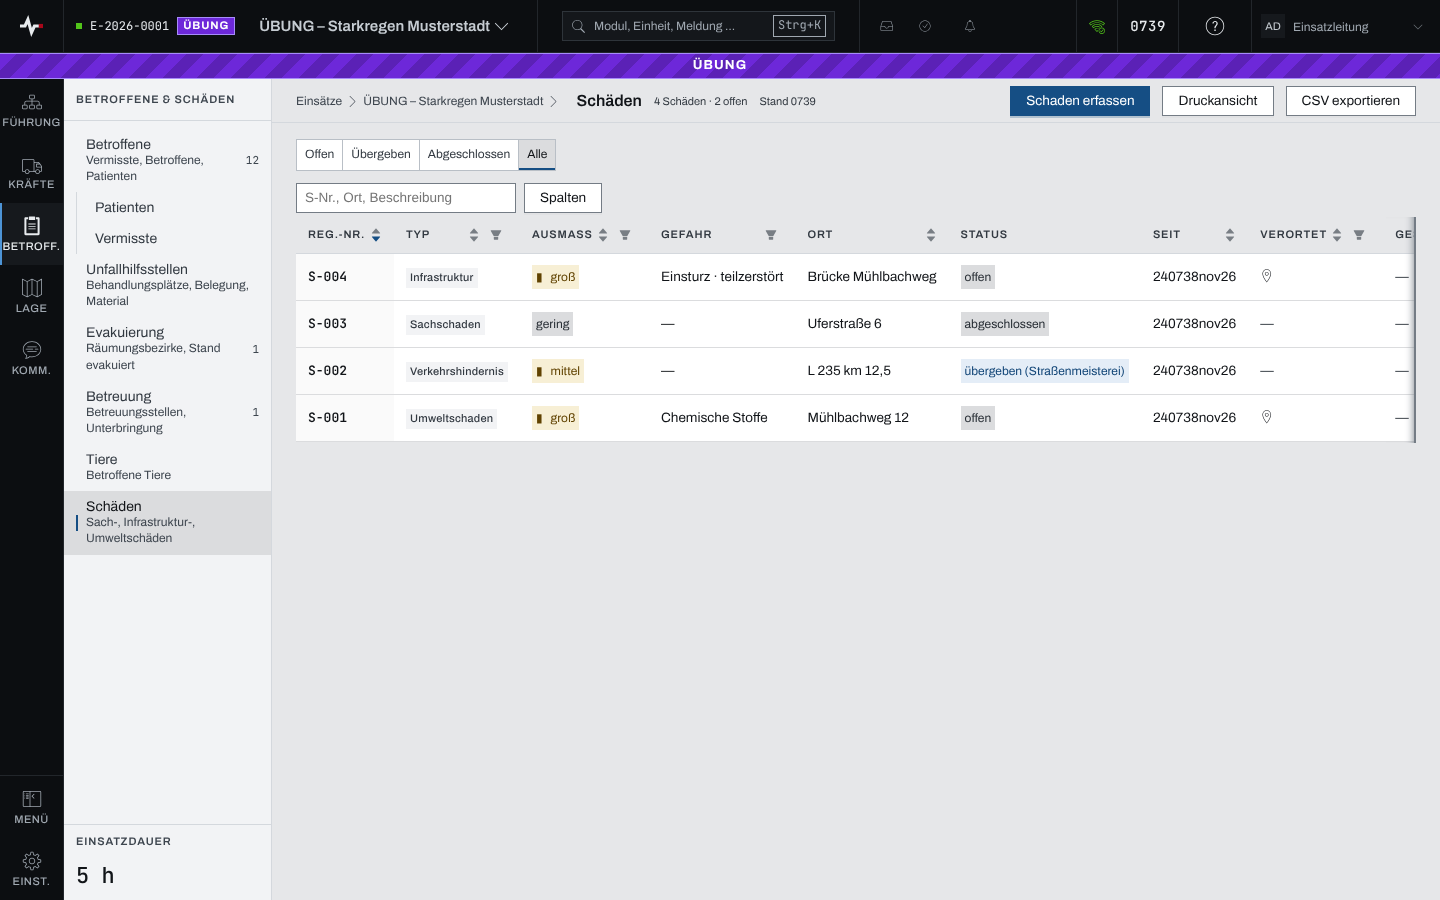 E-2026-0001 ÜBUNG ÜBUNG – Starkregen Musterstadt Modul, Einheit, Meldung ... Strg+K 0739 ? AD Einsatzleitung
ÜBUNG
FÜHRUNG
KRÄFTE
BETROFF.
LAGE
KOMM.
MENÜ
EINST.
BETROFFENE & SCHÄDEN
Betroffene
Vermisste, Betroffene, 12
Patienten
Patienten
Vermisste
Unfallhilfsstellen
Behandlungsplätze, Belegung,
Material
Evakuierung
Räumungsbezirke, Stand 1
evakuiert
Betreuung
Betreuungsstellen, 1
Unterbringung
Tiere
Betroffene Tiere
Schäden
Sach-, Infrastruktur-,
Umweltschäden
EINSATZDAUER
5 h
Einsätze ÜBUNG – Starkregen Musterstadt Schäden 4 Schäden · 2 offen Stand 0739 Schaden erfassen Druckansicht CSV exportieren
Offen Übergeben Abgeschlossen Alle
S-Nr., Ort, Beschreibung Spalten
REG.-NR. TYP AUSMASS GEFAHR ORT STATUS SEIT VERORTET GE
S-004 Infrastruktur groß Einsturz · teilzerstört Brücke Mühlbachweg offen 240738nov26 —
S-003 Sachschaden gering — Uferstraße 6 abgeschlossen 240738nov26 — —
S-002 Verkehrshindernis mittel — L 235 km 12,5 übergeben (Straßenmeisterei) 240738nov26 — —
S-001 Umweltschaden groß Chemische Stoffe Mühlbachweg 12 offen 240738nov26 —